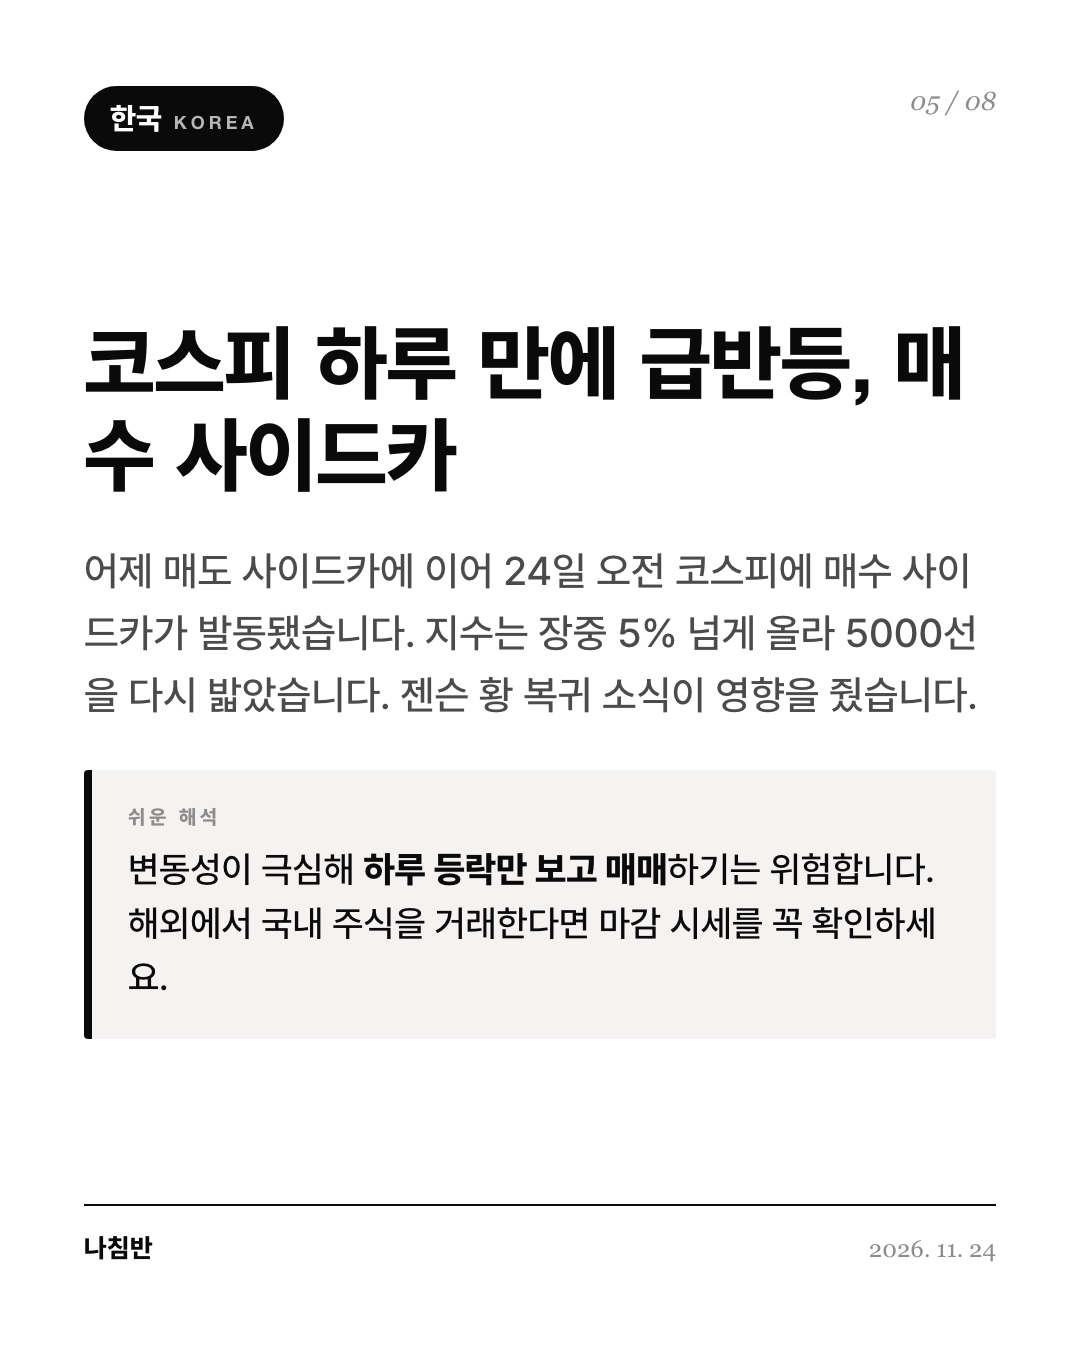 한국 KOREA
05 / 08
코스피 하루 만에 급반등, 매
수 사이드카
어제 매도 사이드카에 이어 24일 오전 코스피에 매수 사이
드카가 발동됐습니다. 지수는 장중 5% 넘게 올라 5000선
을 다시 밟았습니다. 젠슨 황 복귀 소식이 영향을 줬습니다.
쉬운 해석
변동성이 극심해 하루 등락만 보고 매매하기는 위험합니다.
해외에서 국내 주식을 거래한다면 마감 시세를 꼭 확인하세
요.
나침반
2026. 11. 24